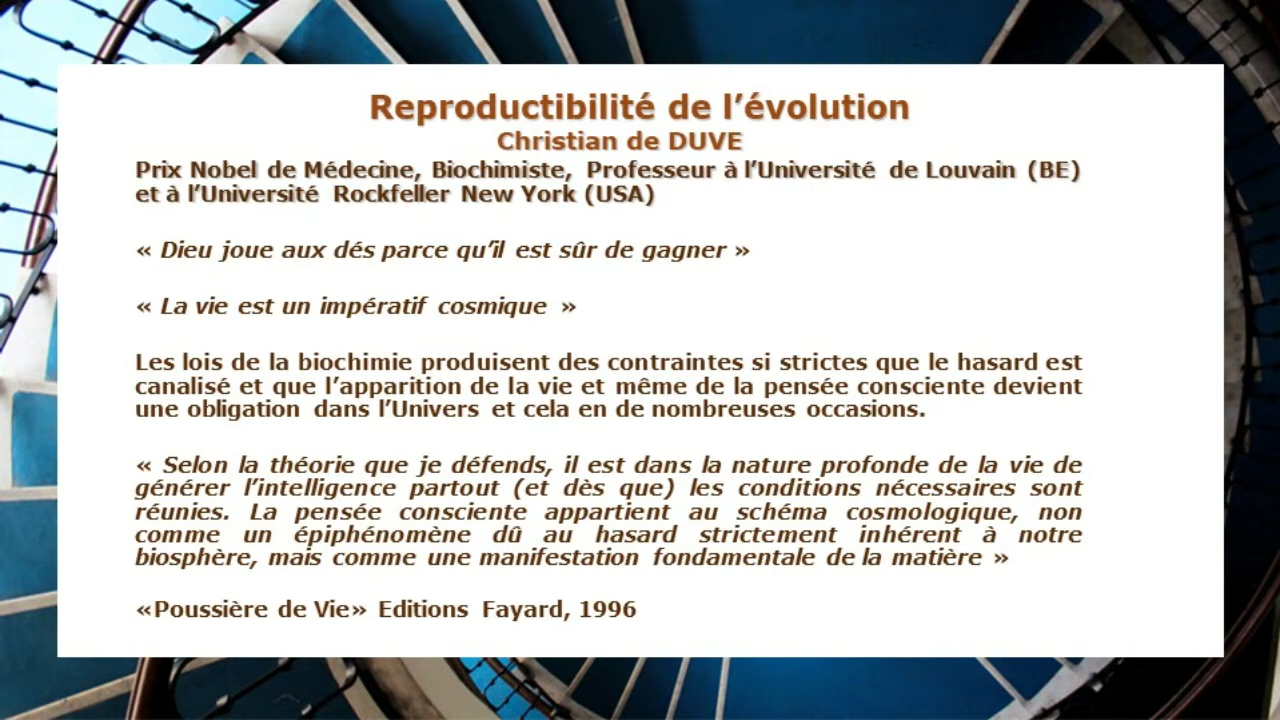 Reproductibilité de l’évolution
Christian de DUVE
Prix Nobel de Médecine, Biochimiste, Professeur à l’Université de Louvain (BE)
et à l’Université Rockfeller New York (USA)
« Dieu joue aux dés parce qu’il est sûr de gagner »
« La vie est un impératif cosmique »
Les lois de la biochimie produisent des contraintes si strictes que le hasard est
canalisé et que l’apparition de la vie et même de la pensée consciente devient
une obligation dans l’Univers et cela en de nombreuses occasions.
« Selon la théorie que je défends, il est dans la nature profonde de la vie de
générer l’intelligence partout (et dès que) les conditions nécessaires sont
réunies. La pensée consciente appartient au schéma cosmologique, non
comme un épiphénomène dû au hasard strictement inhérent à notre
biosphère, mais comme une manifestation fondamentale de la matière »
«Poussière de Vie» Editions Fayard, 1996